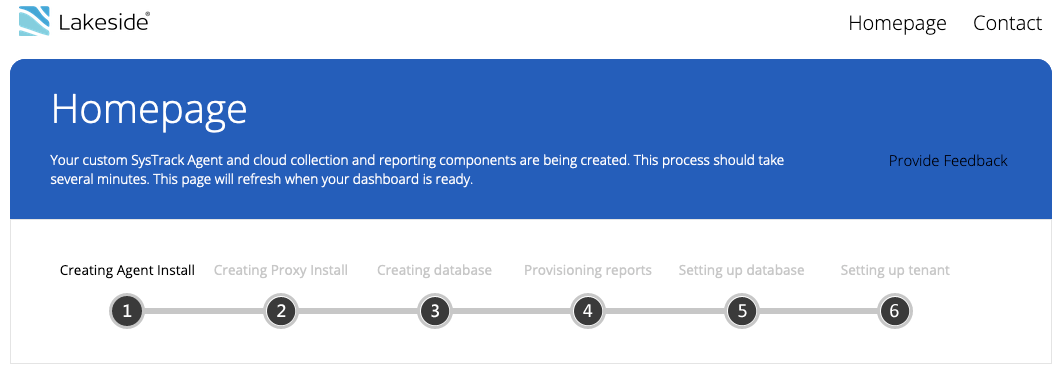 Lakeside®
Homepage Contact
Homepage
Your custom SysTrack Agent and cloud collection and reporting components are being created. This process should take
several minutes. This page will refresh when your dashboard is ready.
Provide Feedback
Creating Agent Install Creating Proxy Install Creating database Provisioning reports Setting up database Setting up tenant
1 2 3 4 5 6